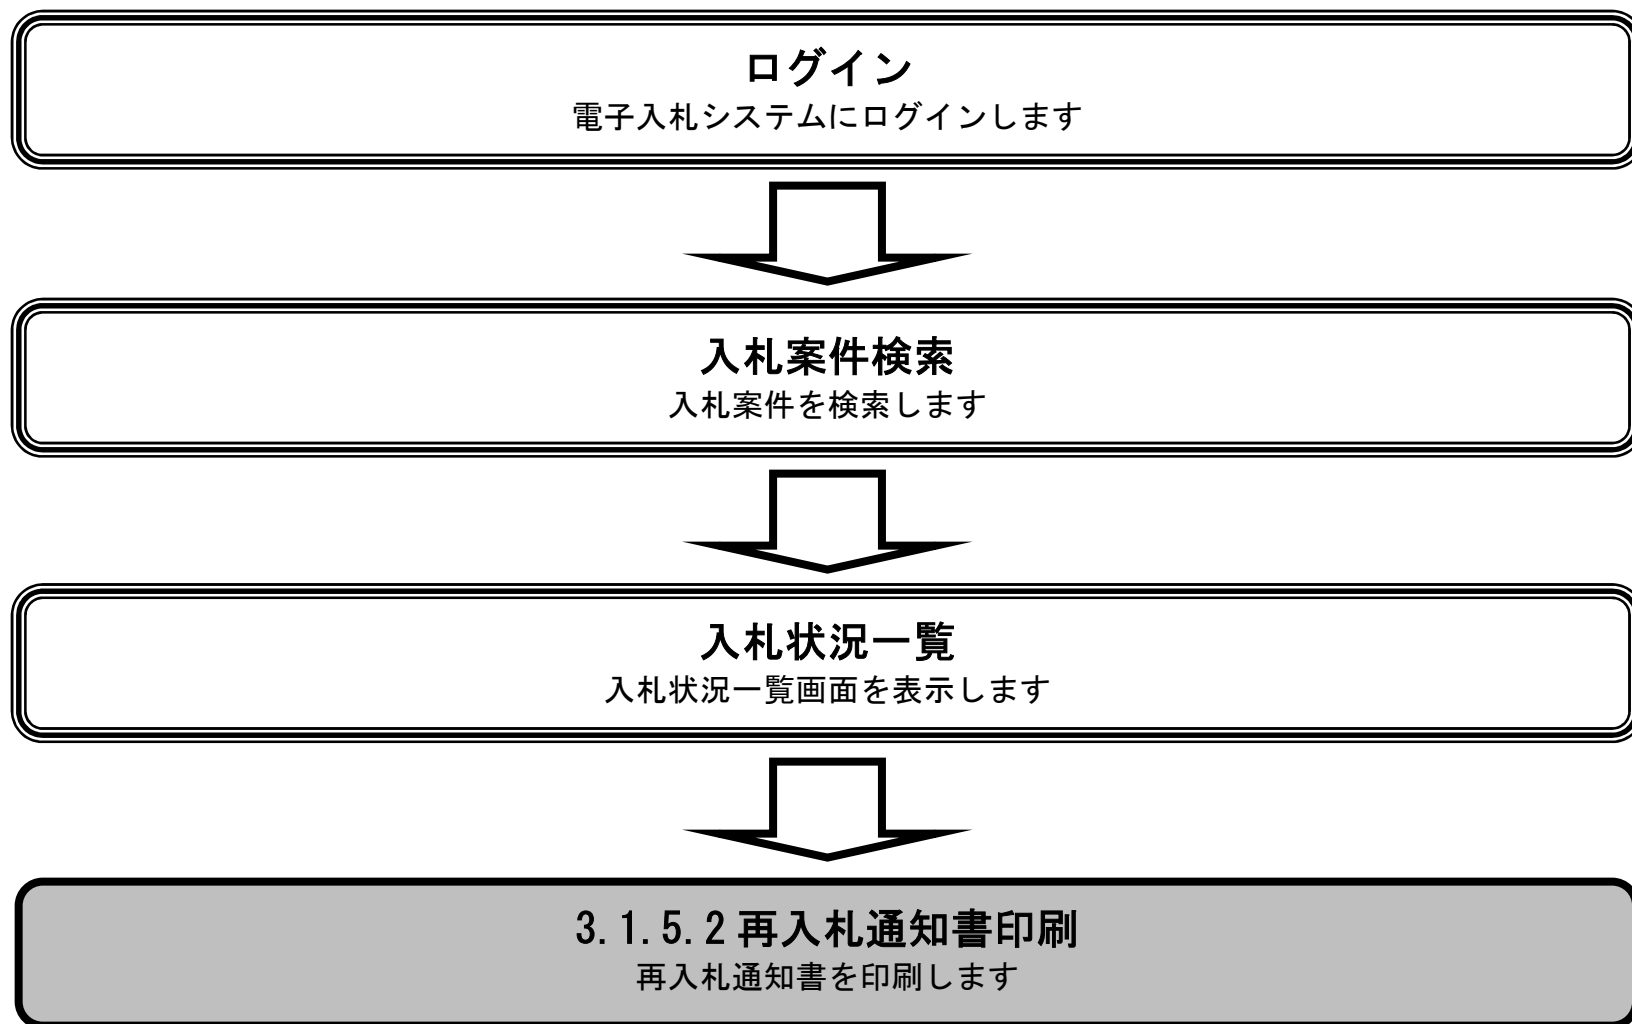 ログイン
電子入札システムにログインします
入札案件検索
入札案件を検索します
入札状況一覧
入札状況一覧画面を表示します
3.1.5.2 再入札通知書印刷
再入札通知書を印刷します